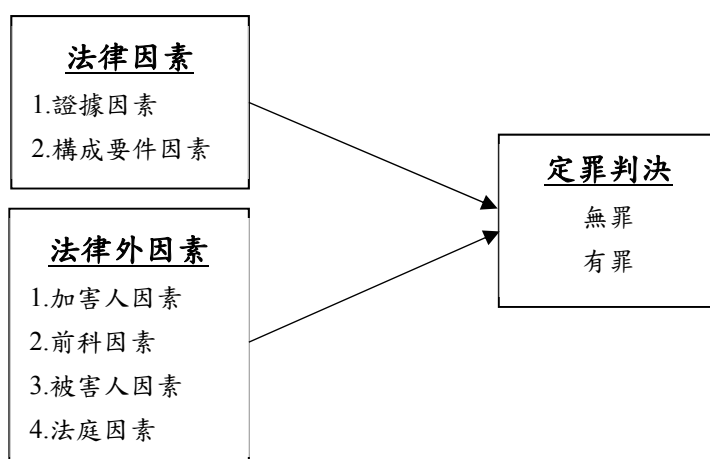 法律因素
1.證據因素
2.構成要件因素
法律外因素
1.加害人因素
2.前科因素
3.被害人因素
4.法庭因素
定罪判決
無罪
有罪